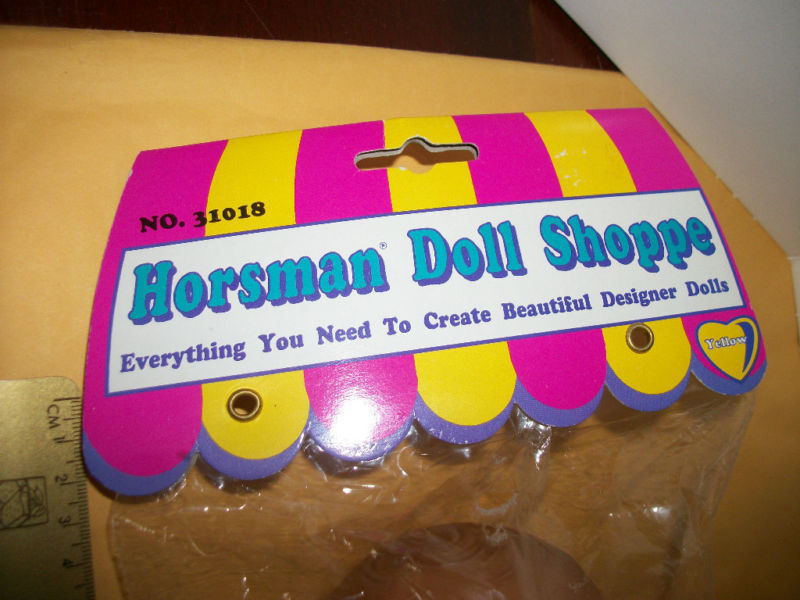 NO. 31018
Horsman® Doll Shoppe
Everything You Need To Create Beautiful Designer Dolls
Yellow
CM 1
2
3
4